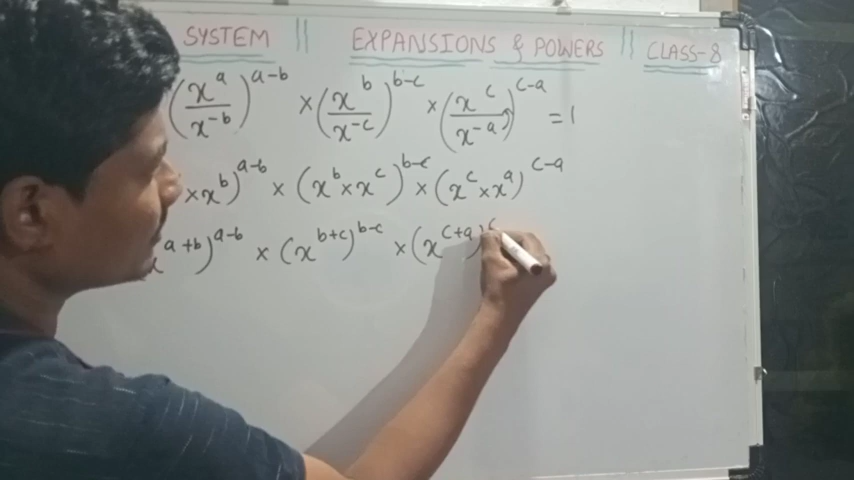 SYSTEM || EXPANSIONS & POWERS || CLASS-8
(x^a/x^-b)^a-b × (x^b/x^-c)^b-c × (x^c/x^-a)^c-a = 1
× x^b)^a-b × (x^b × x^c)^b-c × (x^c × x^a)^c-a
x^a+b)^a-b × (x^b+c)^b-c × (x^c+a)^c